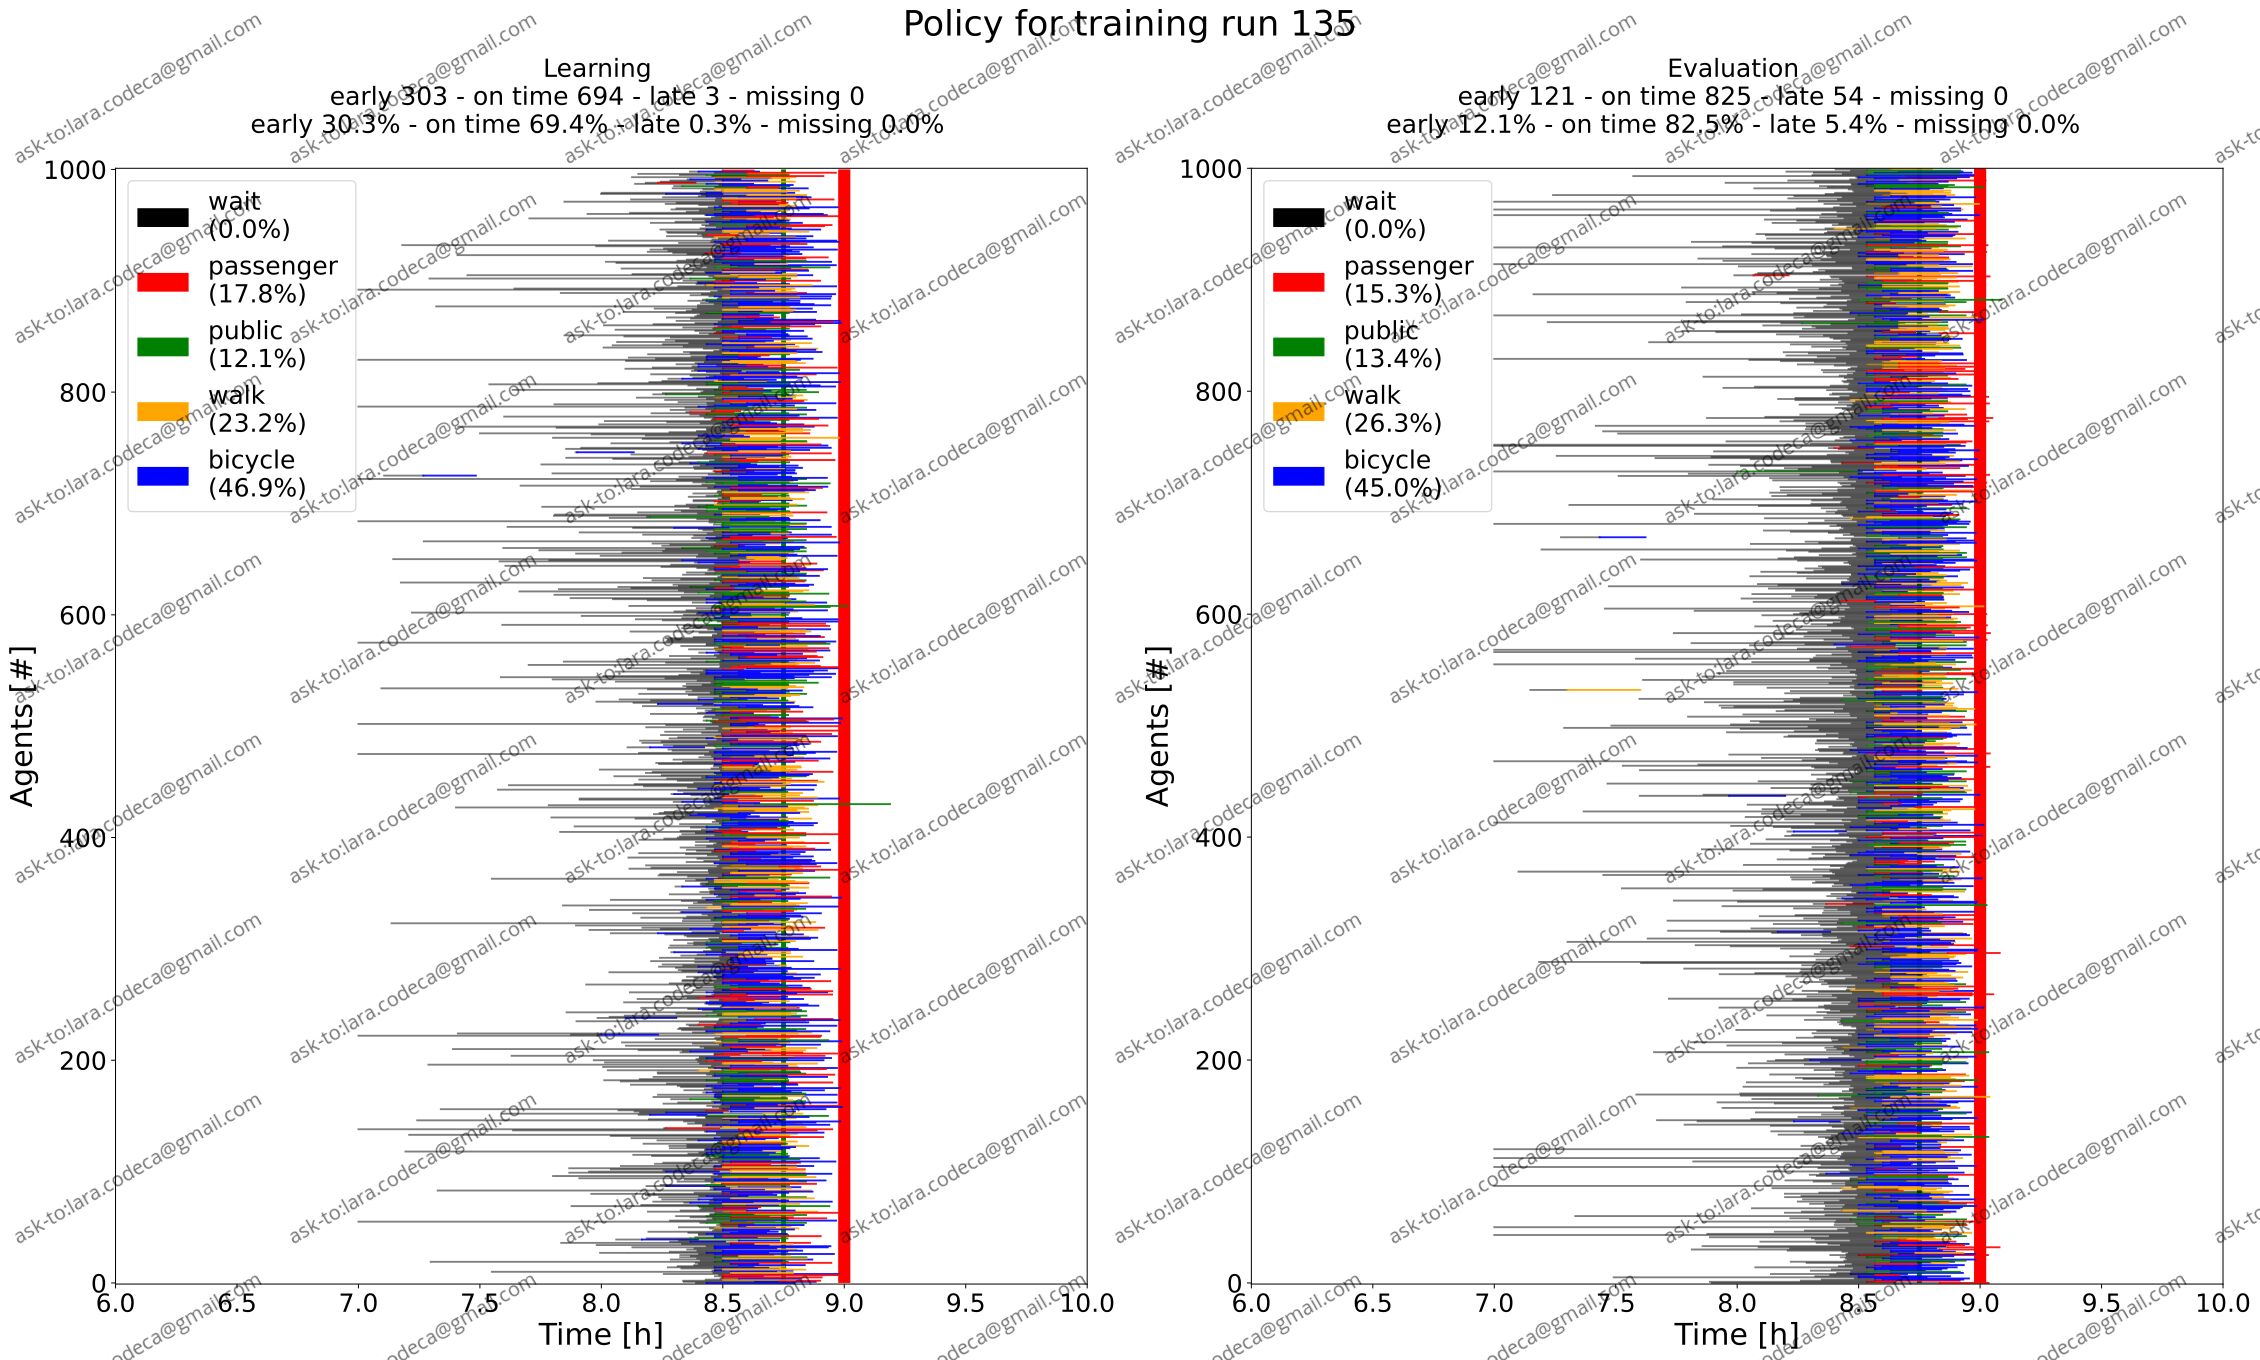 Policy for training run 135
Learning
early 303 - on time 694 - late 3 - missing 0
early 30.3% - on time 69.4% - late 0.3% - missing 0.0%
1000
800
600
400
200
0
Agents [#]
wait
(0.0%)
passenger
(17.8%)
public
(12.1%)
walk
(23.2%)
bicycle
(46.9%)
6.0 6.5 7.0 7.5 8.0 8.5 9.0 9.5 10.0
Time [h]
Evaluation
early 121 - on time 825 - late 54 - missing 0
early 12.1% - on time 82.5% - late 5.4% - missing 0.0%
1000
800
600
400
200
0
Agents [#]
wait
(0.0%)
passenger
(15.3%)
public
(13.4%)
walk
(26.3%)
bicycle
(45.0%)
6.0 6.5 7.0 7.5 8.0 8.5 9.0 9.5 10.0
Time [h]
ask-to:lara.codeca@gmail.com